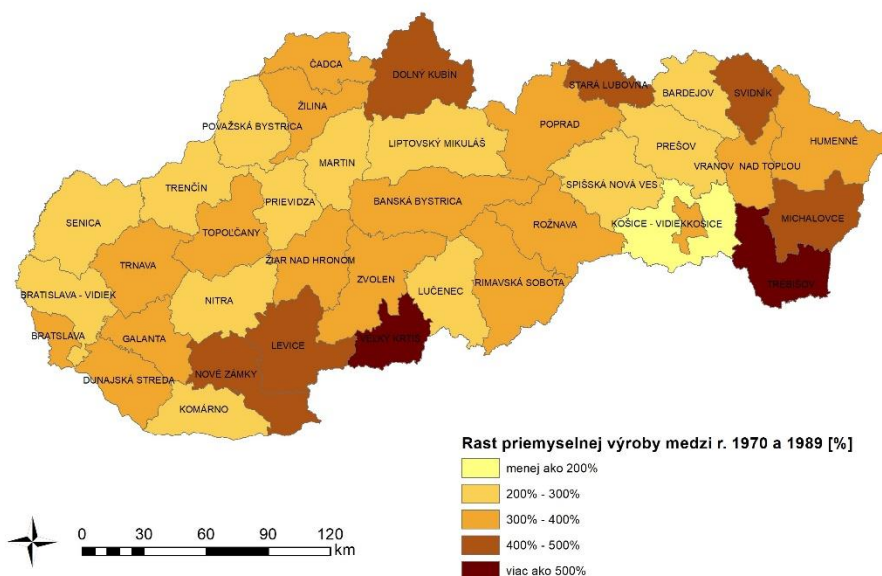 ČADCA
DOLNÝ KUBÍN
STARÁ ĽUBOVŇA
SVIDNÍK
BARDEJOV
ŽILINA
POVAŽSKÁ BYSTRICA
POPRAD
HUMENNÉ
LIPTOVSKÝ MIKULÁŠ
PREŠOV
MARTIN
VRANOV NAD TOPĽOU
TRENČÍN
PRIEVIDZA
SPIŠSKÁ NOVÁ VES
BANSKÁ BYSTRICA
SENICA
TOPOĽČANY
ROŽŇAVA
KOŠICE - VIDIEK
KOŠICE
MICHALOVCE
TRNAVA
ŽIAR NAD HRONOM
ZVOLEN
RIMAVSKÁ SOBOTA
TREBIŠOV
BRATISLAVA - VIDIEK
NITRA
LUČENEC
BRATISLAVA
GALANTA
LEVICE
VEĽKÝ KRTÍŠ
NOVÉ ZÁMKY
DUNAJSKÁ STREDA
KOMÁRNO
Rast priemyselnej výroby medzi r. 1970 a 1989 [%]
menej ako 200%
200% - 300%
300% - 400%
400% - 500%
viac ako 500%
0 30 60 90 120
km